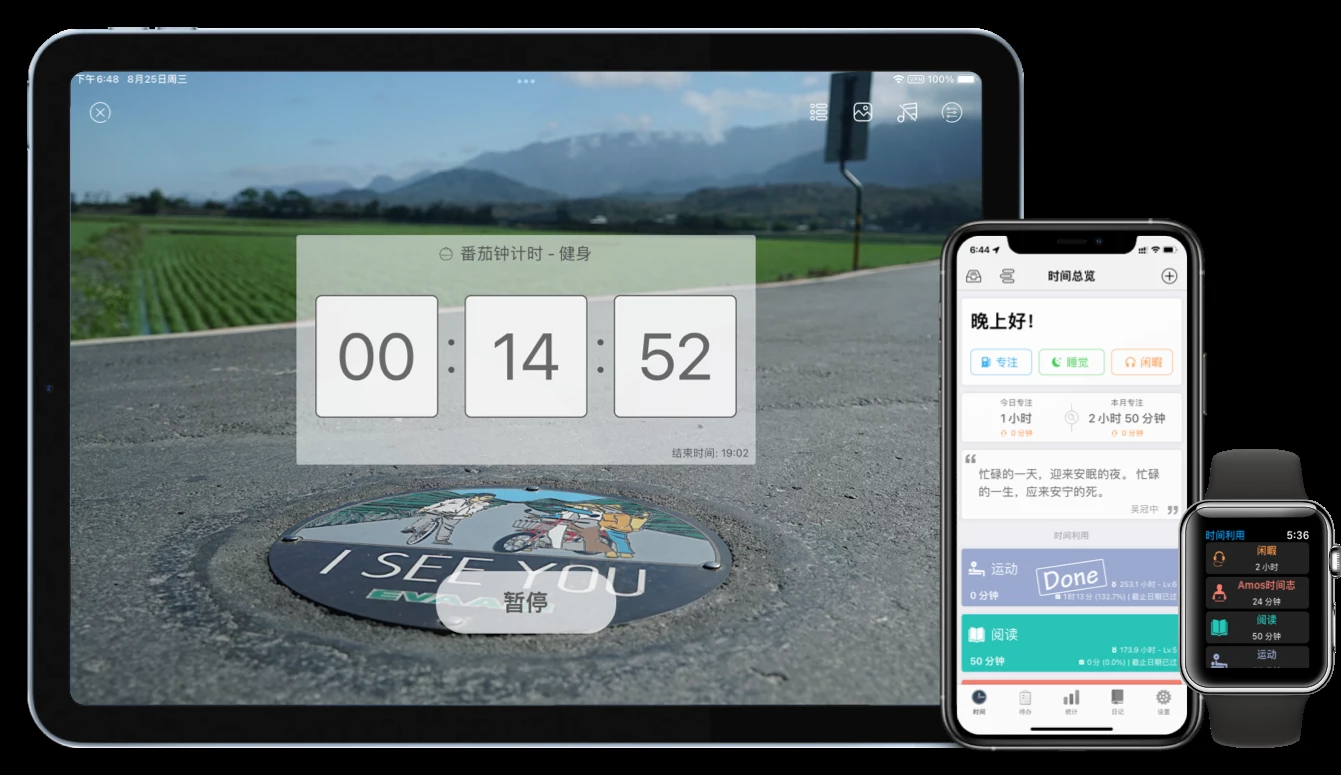 下午6:48 8月25日周三
VPN 100%
番茄钟计时 - 健身
00 : 14 : 52
结束时间: 19:02
I SEE YOU
暂停
6:44
时间总览
晚上好!
专注 睡觉 闲暇
今日专注 本月专注
1 小时 2 小时 50 分钟
0 分钟 0 分钟
“
忙碌的一天，迎来安眠的夜。 忙碌
的一生，应来安宁的死。
吴冠中 ”
时间利用
运动 Done
253.1 小时 - Lv.6
0 分钟 1时13分 (132.7%) | 截止日期已过
阅读
173.9 小时 - Lv.5
50 分钟 0分 (0.0%) | 截止日期已过
时间 待办 统计 日记 设置
时间利用 5:36
闲暇
2 小时
Amos时间志
24 分钟
阅读
50 分钟
运动